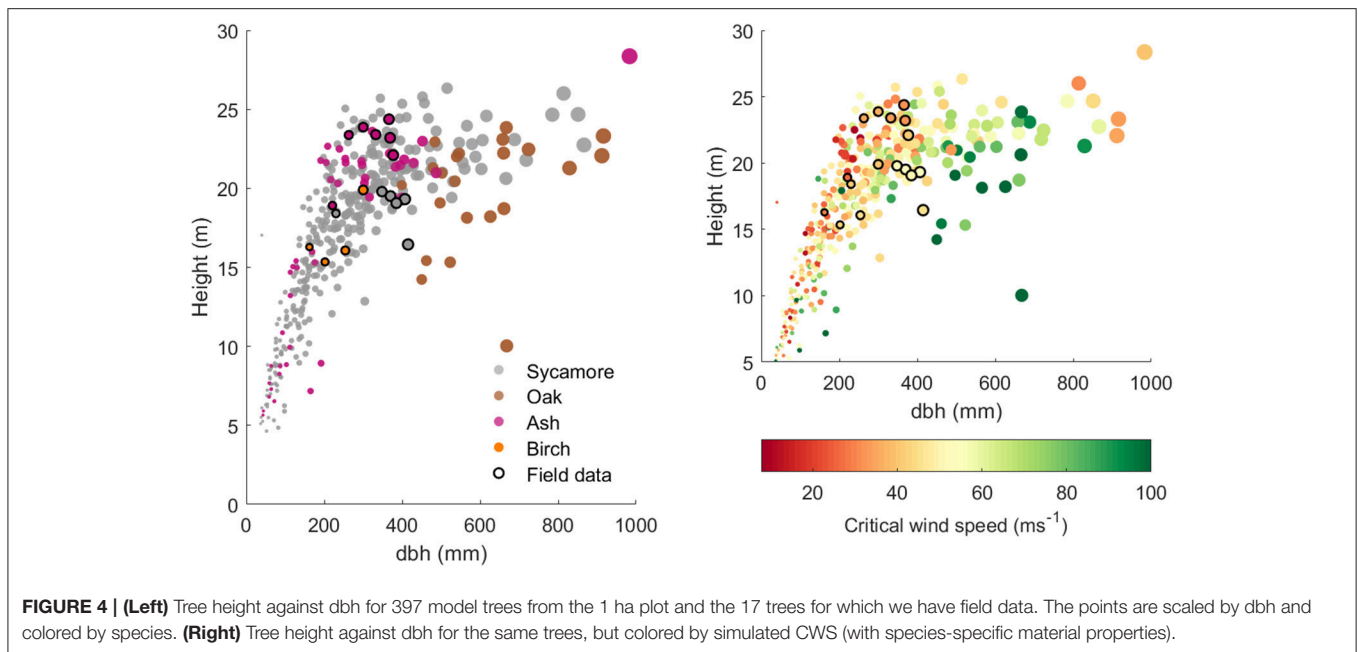 30
25
20
15
10
5
0
Height (m)
0 200 400 600 800 1000
dbh (mm)
Sycamore
Oak
Ash
Birch
Field data
30
25
20
15
10
5
Height (m)
0 200 400 600 800 1000
dbh (mm)
20 40 60 80 100
Critical wind speed (ms-1)
FIGURE 4 | (Left) Tree height against dbh for 397 model trees from the 1 ha plot and the 17 trees for which we have field data. The points are scaled by dbh and
colored by species. (Right) Tree height against dbh for the same trees, but colored by simulated CWS (with species-specific material properties).